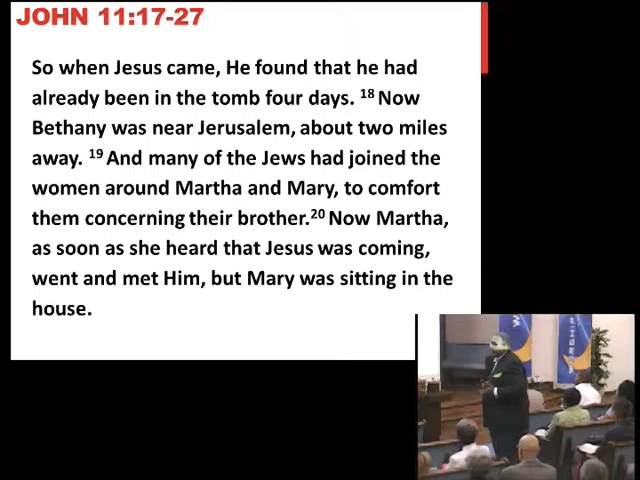 JOHN 11:17-27
So when Jesus came, He found that he had
already been in the tomb four days. 18 Now
Bethany was near Jerusalem, about two miles
away. 19 And many of the Jews had joined the
women around Martha and Mary, to comfort
them concerning their brother.20 Now Martha,
as soon as she heard that Jesus was coming,
went and met Him, but Mary was sitting in the
house.
WORSHIP